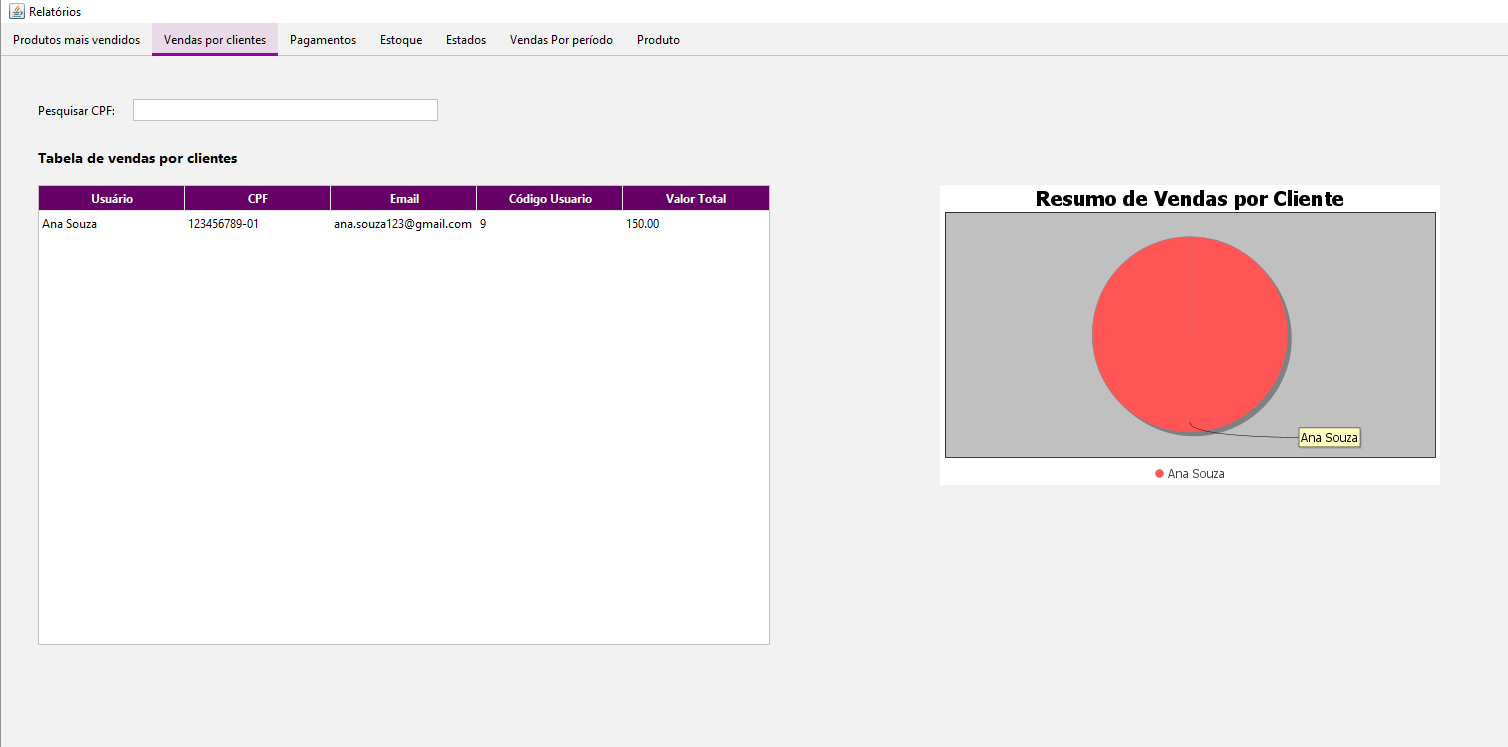 Relatórios
Produtos mais vendidos Vendas por clientes Pagamentos Estoque Estados Vendas Por período Produto
Pesquisar CPF:
Tabela de vendas por clientes
Usuário CPF Email Código Usuario Valor Total
Ana Souza 123456789-01 ana.souza123@gmail.com 9 150.00
Resumo de Vendas por Cliente
Ana Souza
Ana Souza